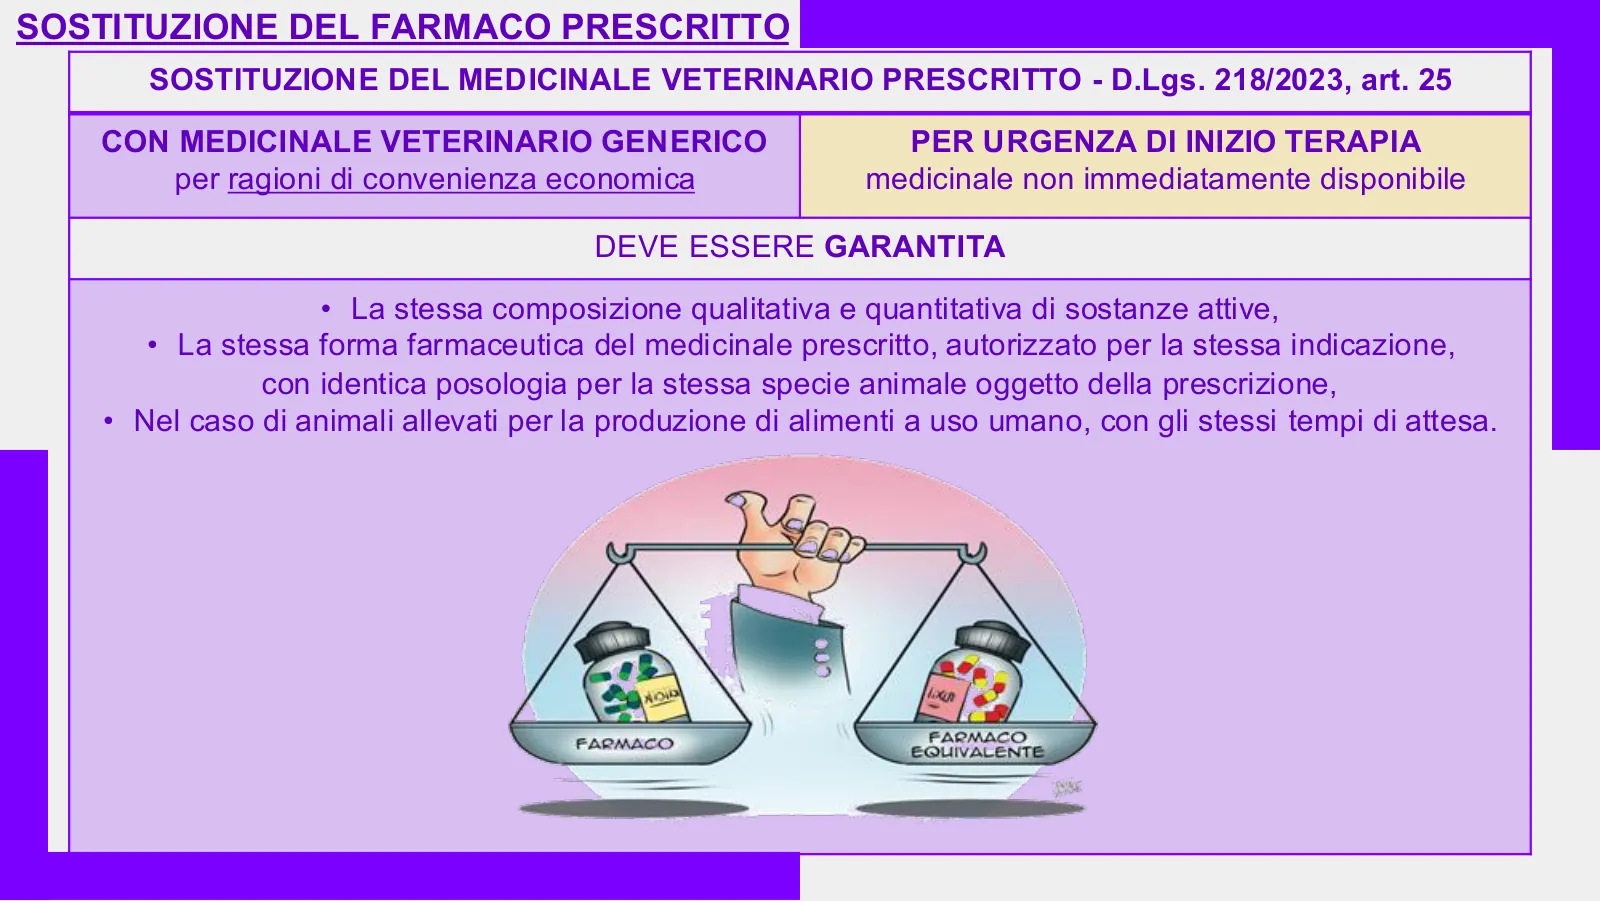 SOSTITUZIONE DEL FARMACO PRESCRITTO
SOSTITUZIONE DEL MEDICINALE VETERINARIO PRESCRITTO - D.Lgs. 218/2023, art. 25
CON MEDICINALE VETERINARIO GENERICO
per ragioni di convenienza economica
PER URGENZA DI INIZIO TERAPIA
medicinale non immediatamente disponibile
DEVE ESSERE GARANTITA
• La stessa composizione qualitativa e quantitativa di sostanze attive,
• La stessa forma farmaceutica del medicinale prescritto, autorizzato per la stessa indicazione,
con identica posologia per la stessa specie animale oggetto della prescrizione,
• Nel caso di animali allevati per la produzione di alimenti a uso umano, con gli stessi tempi di attesa.
FARMACO
FARMACO
EQUIVALENTE